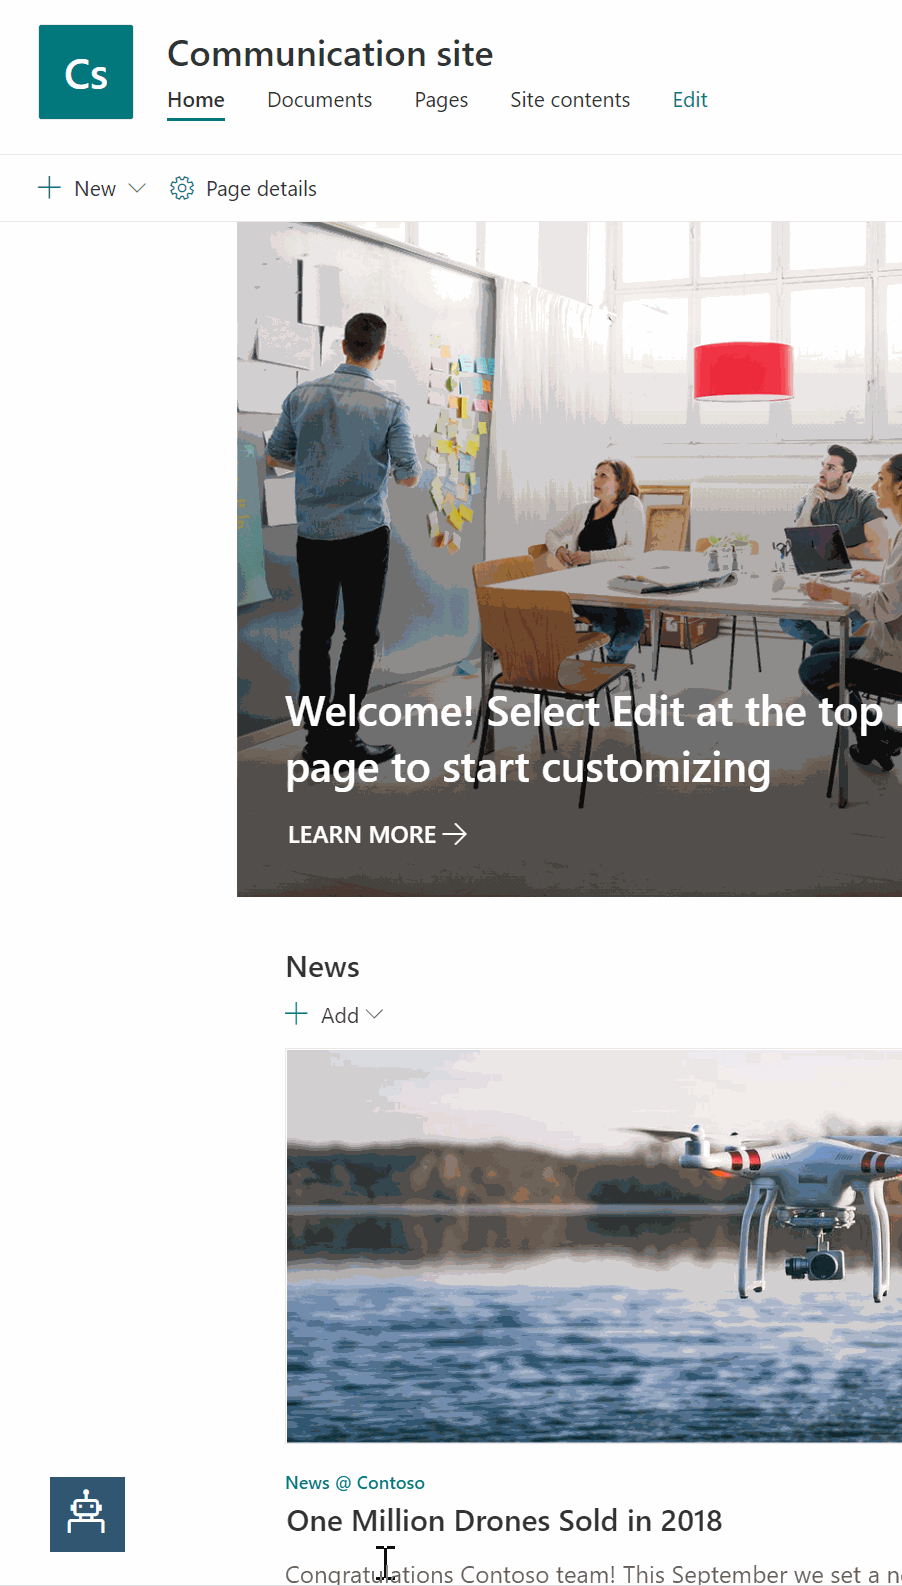 Cs
Communication site
Home Documents Pages Site contents Edit
New Page details
Welcome! Select Edit at the top
page to start customizing
LEARN MORE
News
Add
News @ Contoso
One Million Drones Sold in 2018
Congratulations Contoso team! This September we set a